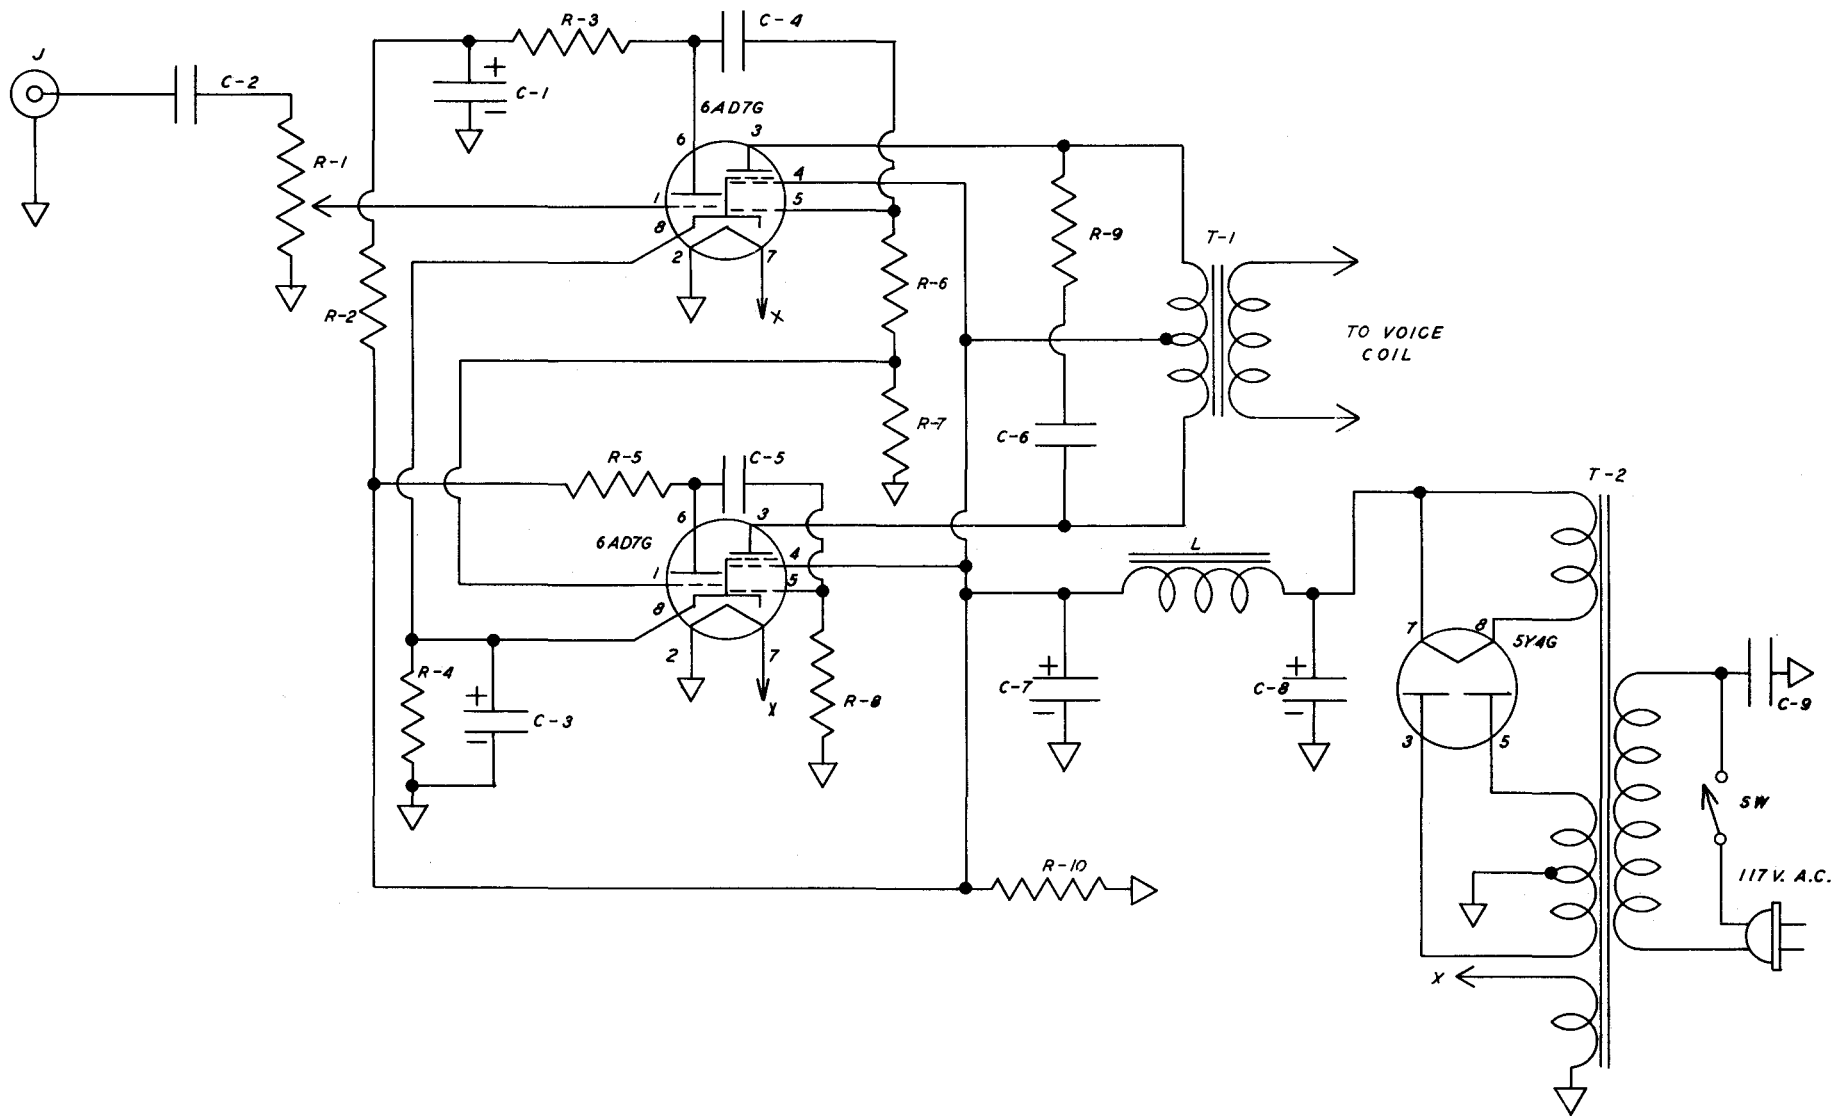 J
C-2
R-1
R-3
C-4
+
C-1
−
6AD7G
6
3
4
1
5
8
2
7
X
R-2
R-6
R-9
T-1
TO VOICE
COIL
R-7
C-6
R-5
C-5
6AD7G
6
3
4
1
5
8
2
7
X
R-4
+
C-3
−
R-8
L
+
C-7
−
+
C-8
−
T-2
7
8
5Y4G
3
5
C-9
SW
117 V. A.C.
R-10
X